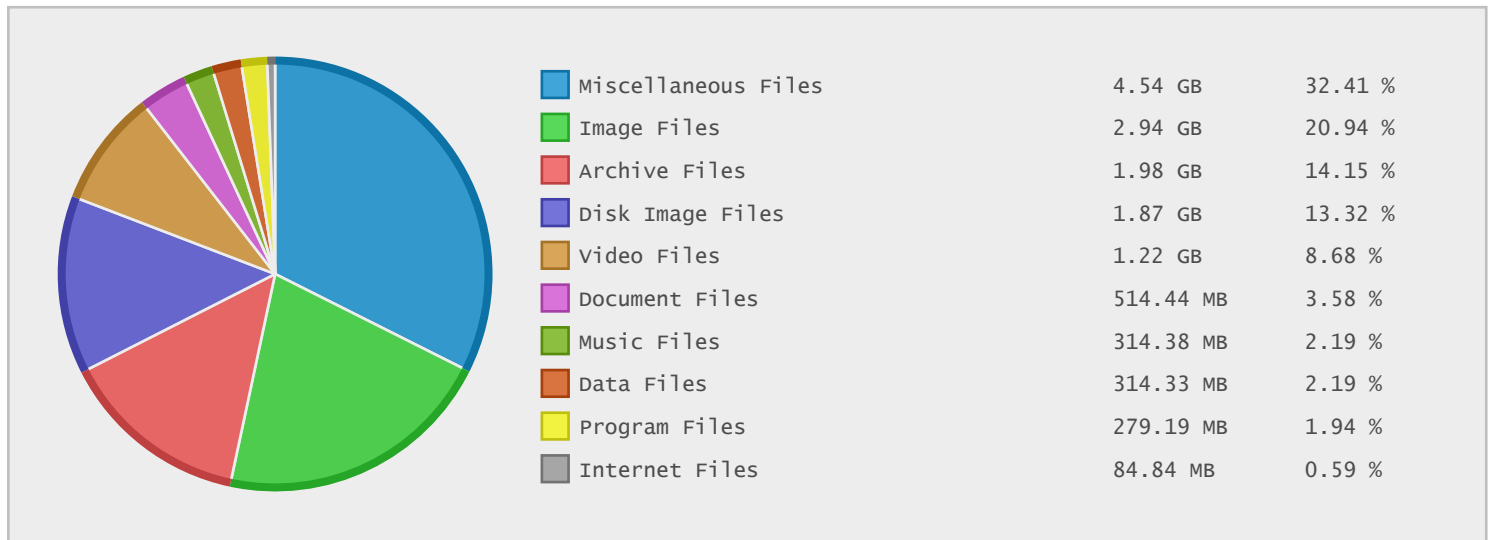 Miscellaneous Files 4.54 GB 32.41 %
Image Files 2.94 GB 20.94 %
Archive Files 1.98 GB 14.15 %
Disk Image Files 1.87 GB 13.32 %
Video Files 1.22 GB 8.68 %
Document Files 514.44 MB 3.58 %
Music Files 314.38 MB 2.19 %
Data Files 314.33 MB 2.19 %
Program Files 279.19 MB 1.94 %
Internet Files 84.84 MB 0.59 %